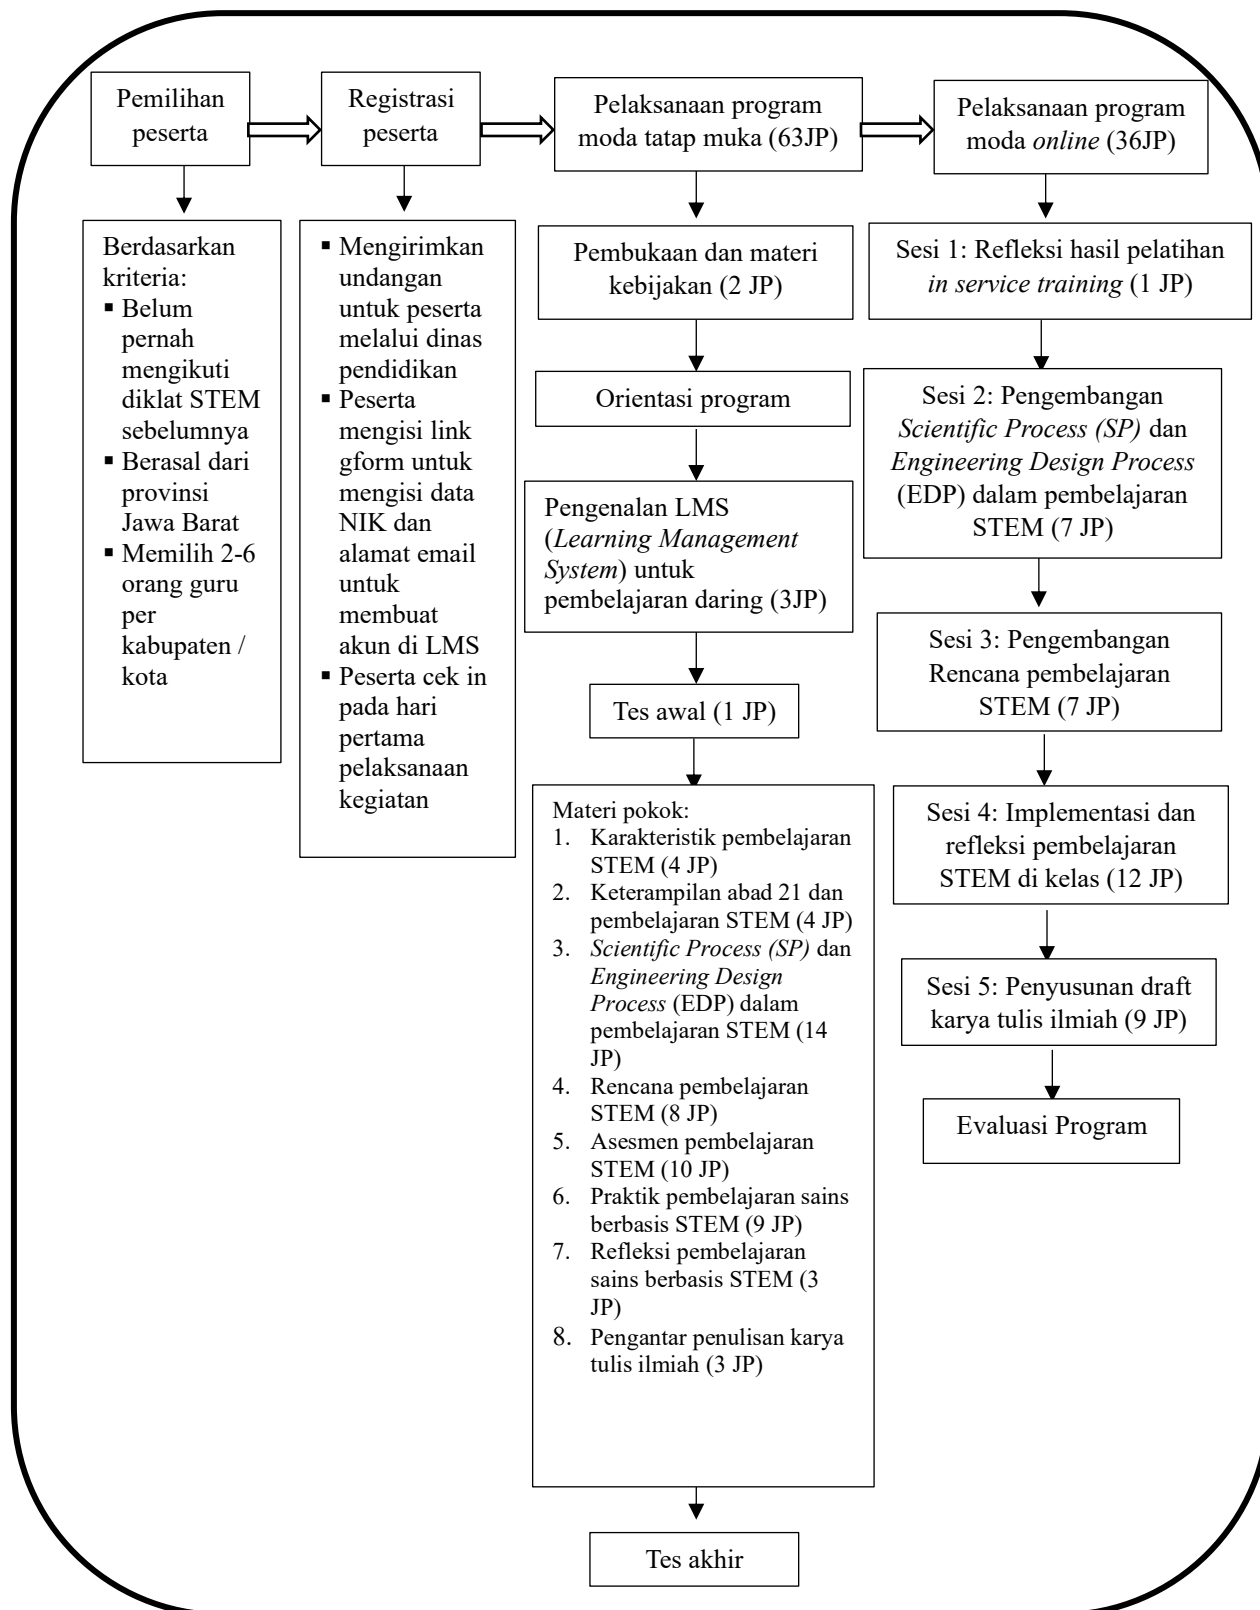 Pemilihan
peserta
Registrasi
peserta
Pelaksanaan program
moda tatap muka (63JP)
Pelaksanaan program
moda online (36JP)
Berdasarkan
kriteria:
▪ Belum
pernah
mengikuti
diklat STEM
sebelumnya
▪ Berasal dari
provinsi
Jawa Barat
▪ Memilih 2-6
orang guru
per
kabupaten /
kota
▪ Mengirimkan
undangan
untuk peserta
melalui dinas
pendidikan
▪ Peserta
mengisi link
gform untuk
mengisi data
NIK dan
alamat email
untuk
membuat
akun di LMS
▪ Peserta cek in
pada hari
pertama
pelaksanaan
kegiatan
Pembukaan dan materi
kebijakan (2 JP)
Orientasi program
Pengenalan LMS
(Learning Management
System) untuk
pembelajaran daring (3JP)
Tes awal (1 JP)
Materi pokok:
1. Karakteristik pembelajaran
STEM (4 JP)
2. Keterampilan abad 21 dan
pembelajaran STEM (4 JP)
3. Scientific Process (SP) dan
Engineering Design
Process (EDP) dalam
pembelajaran STEM (14
JP)
4. Rencana pembelajaran
STEM (8 JP)
5. Asesmen pembelajaran
STEM (10 JP)
6. Praktik pembelajaran sains
berbasis STEM (9 JP)
7. Refleksi pembelajaran
sains berbasis STEM (3
JP)
8. Pengantar penulisan karya
tulis ilmiah (3 JP)
Tes akhir
Sesi 1: Refleksi hasil pelatihan
in service training (1 JP)
Sesi 2: Pengembangan
Scientific Process (SP) dan
Engineering Design Process
(EDP) dalam pembelajaran
STEM (7 JP)
Sesi 3: Pengembangan
Rencana pembelajaran
STEM (7 JP)
Sesi 4: Implementasi dan
refleksi pembelajaran
STEM di kelas (12 JP)
Sesi 5: Penyusunan draft
karya tulis ilmiah (9 JP)
Evaluasi Program